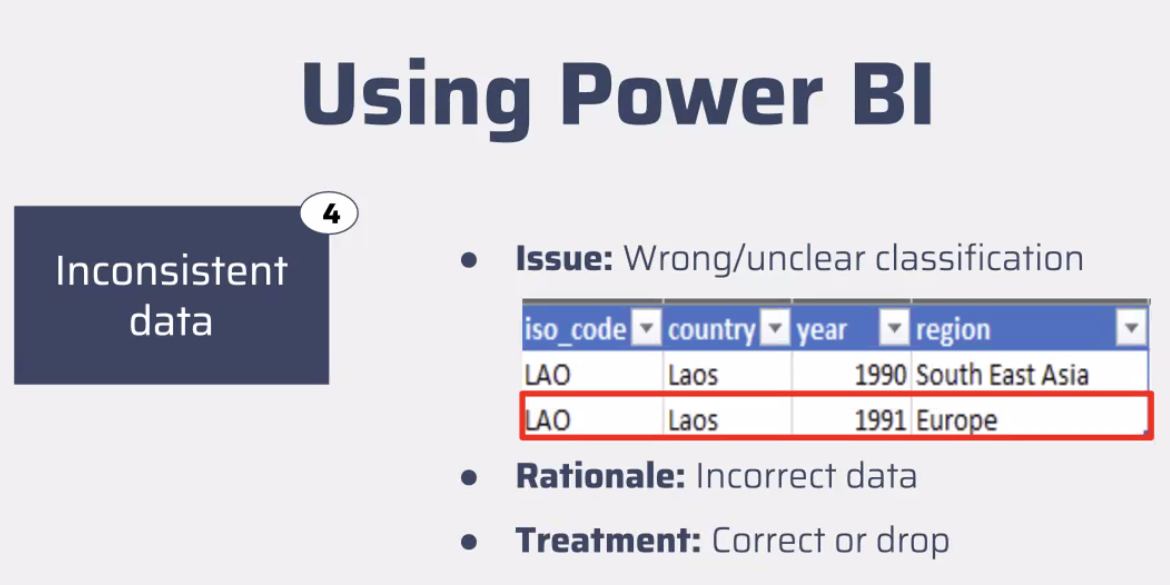 Using Power BI
4
Inconsistent
data
• Issue: Wrong/unclear classification
iso_code country year region
LAO Laos 1990 South East Asia
LAO Laos 1991 Europe
• Rationale: Incorrect data
• Treatment: Correct or drop